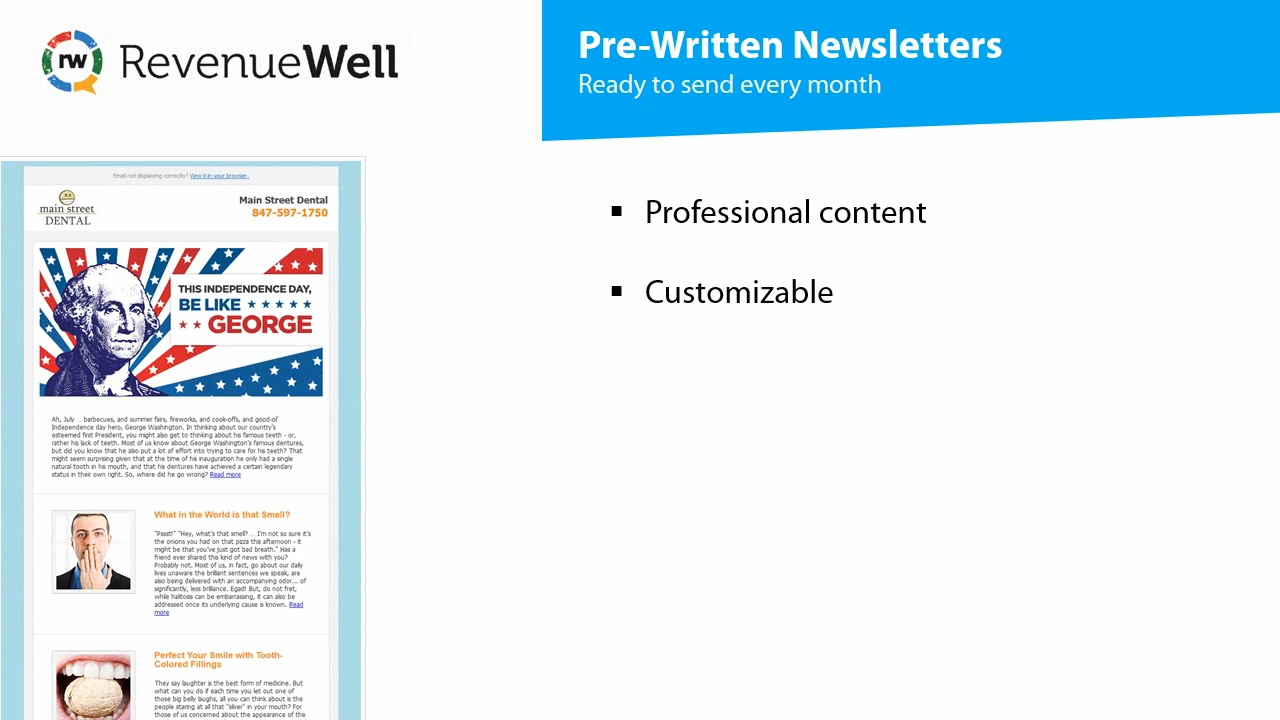 rw RevenueWell
Pre-Written Newsletters
Ready to send every month
Professional content
Customizable
Email not displaying correctly? View it in your browser.
main street
DENTAL
Main Street Dental
847-597-1750
THIS INDEPENDENCE DAY,
BE LIKE
GEORGE
Ah, July ... barbecues, and summer fairs, fireworks, and cook-offs, and good-ol'
Independence day hero, George Washington. In thinking about our country's
esteemed first President, you might also get to thinking about his famous teeth - or,
rather his lack of teeth. Most of us know about George Washington's famous dentures,
but did you know that he also put a lot of effort into trying to care for his teeth? That
might seem surprising given that at the time of his inauguration he only had a single
natural tooth in his mouth, and that his dentures have achieved a certain legendary
status in their own right. So, where did he go wrong? Read more
What in the World is that Smell?
"Pssst!" "Hey, what's that smell? ... I'm not so sure it's
the onions you had on that pizza this afternoon - it
might be that you've just got bad breath." Has a
friend ever shared this kind of news with you?
Probably not. Most of us, in fact, go about our daily
lives unaware the brilliant sentences we speak, are
also being delivered with an accompanying odor... of
significantly, less brilliance. Egad! But, do not fret,
while halitosis can be embarrassing, it can also be
addressed once its underlying cause is known. Read
more
Perfect Your Smile with Tooth-
Colored Fillings
They say laughter is the best form of medicine. But
what can you do if each time you let out one of
those big belly laughs, all you can think about is the
people staring at all that "silver" in your mouth? For
those of us concerned about the appearance of the